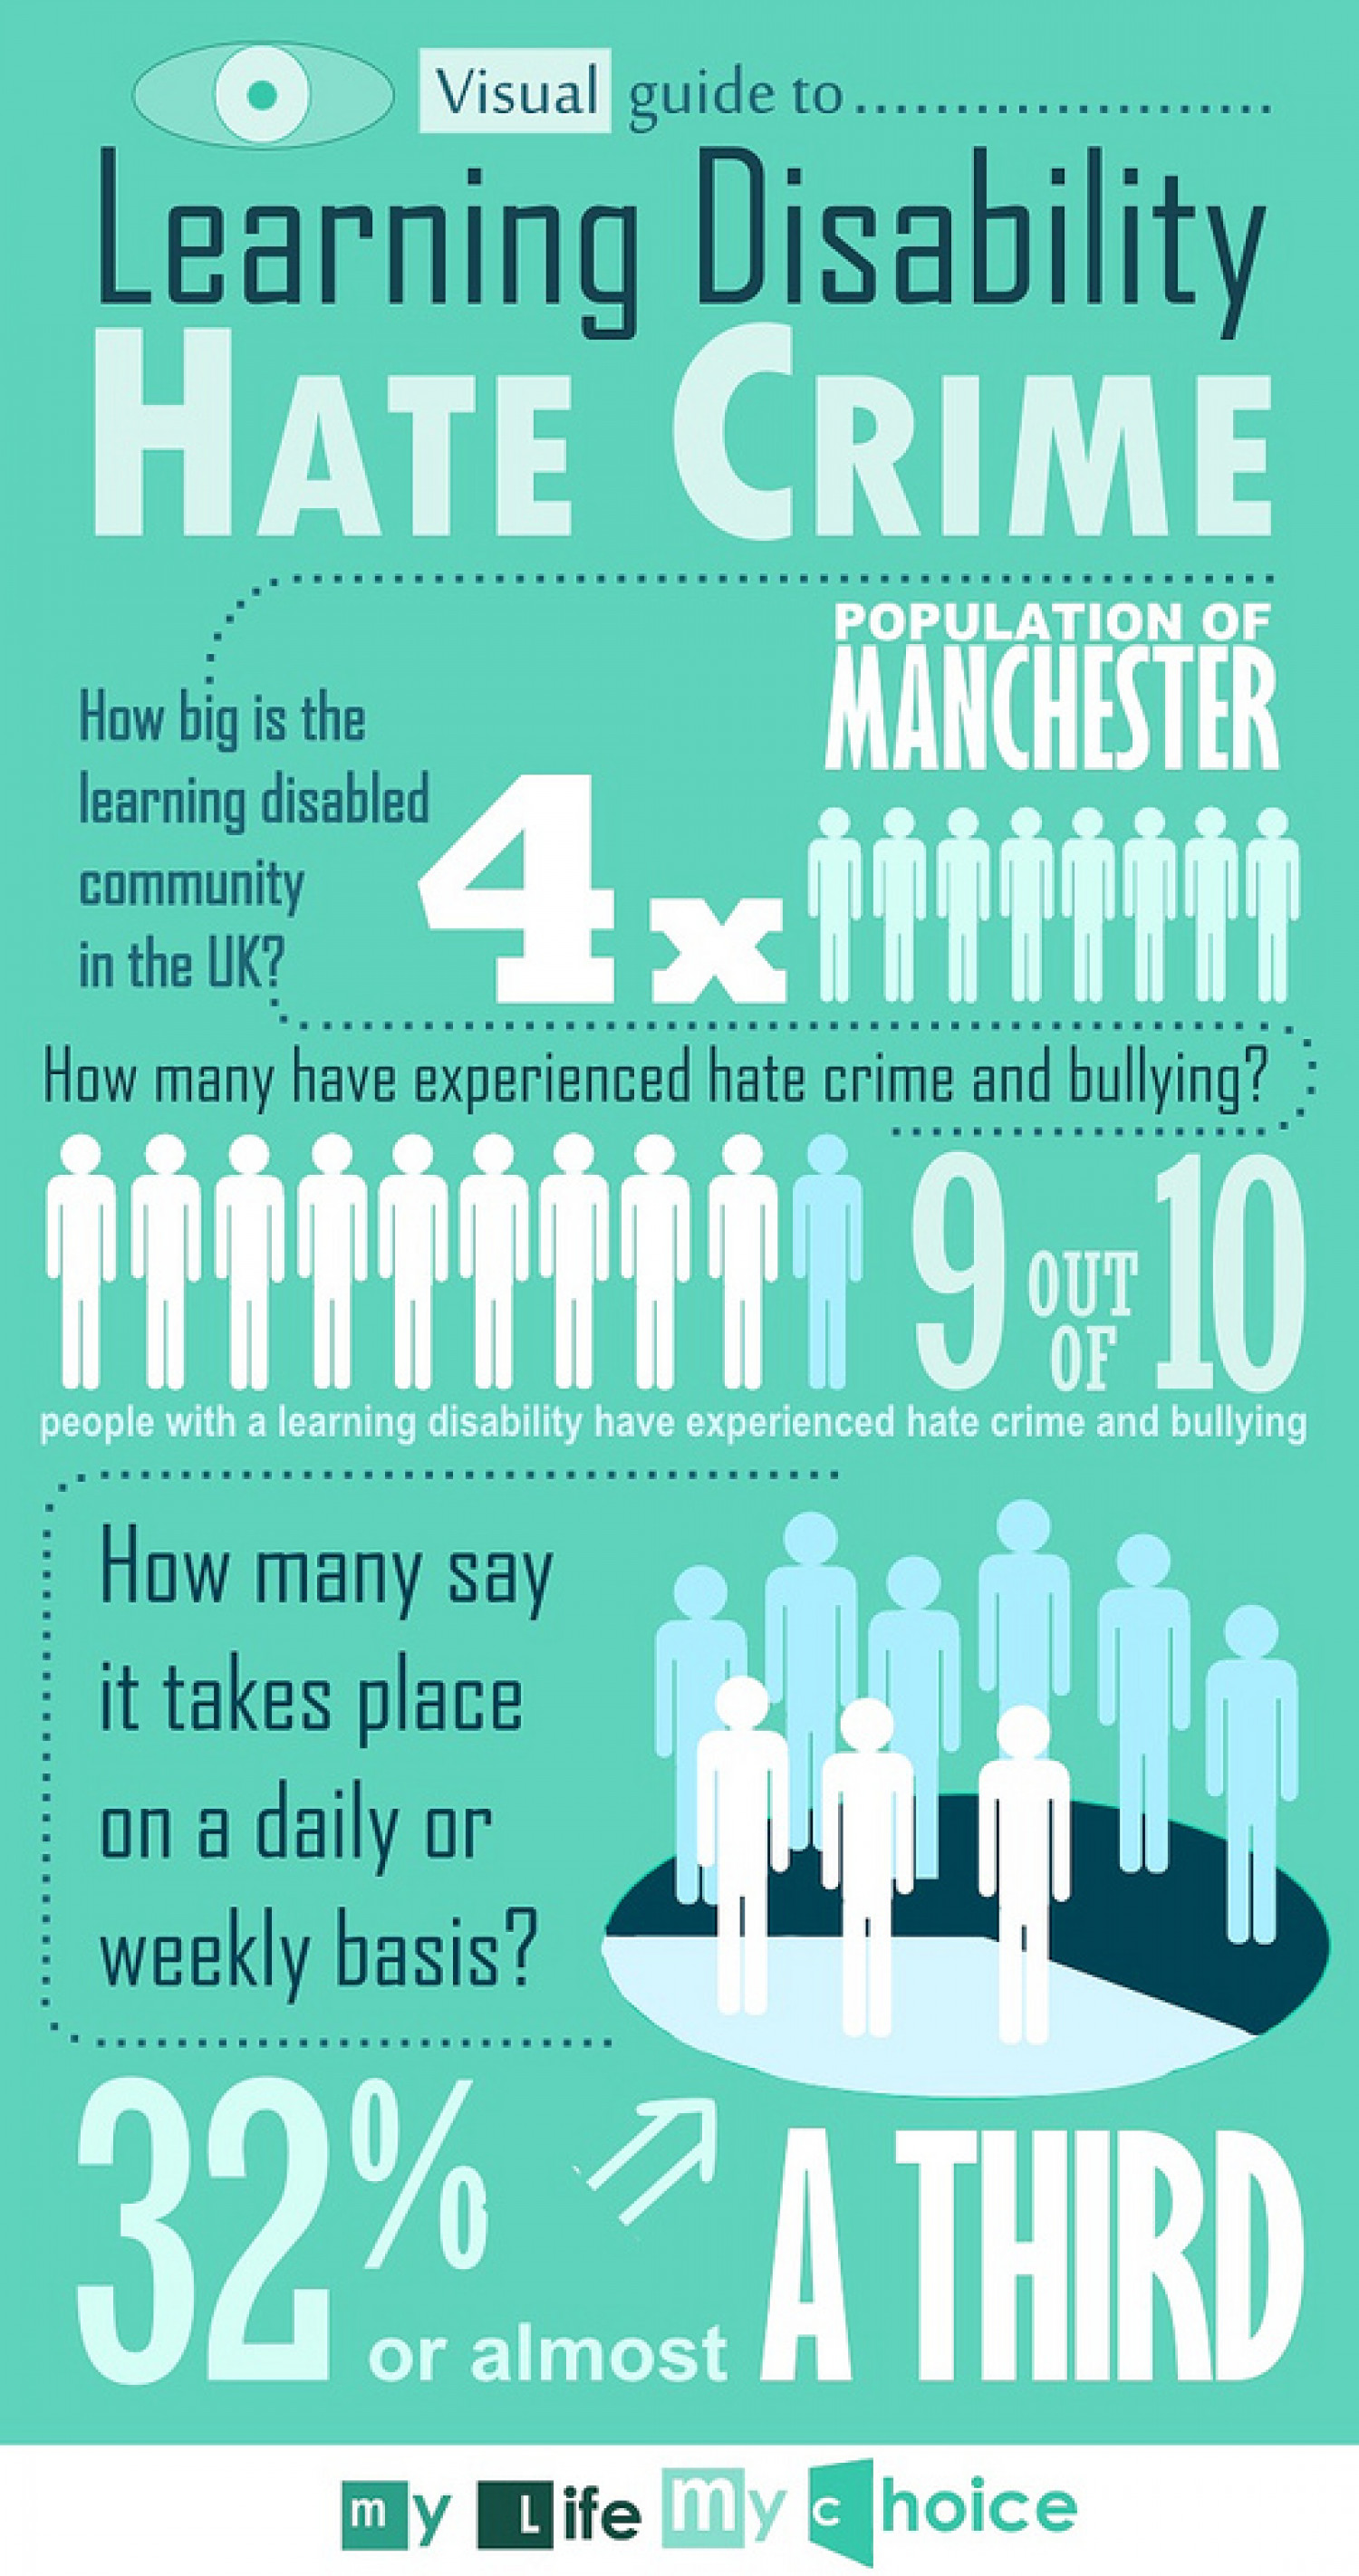 Visual guide to.....................
Learning Disability
HATE CRIME
POPULATION OF
MANCHESTER
How big is the
learning disabled
community
in the UK?
4x
How many have experienced hate crime and bullying?
9 OUT OF 10
people with a learning disability have experienced hate crime and bullying
How many say
it takes place
on a daily or
weekly basis?
32%
or almost A THIRD
my Life my choice